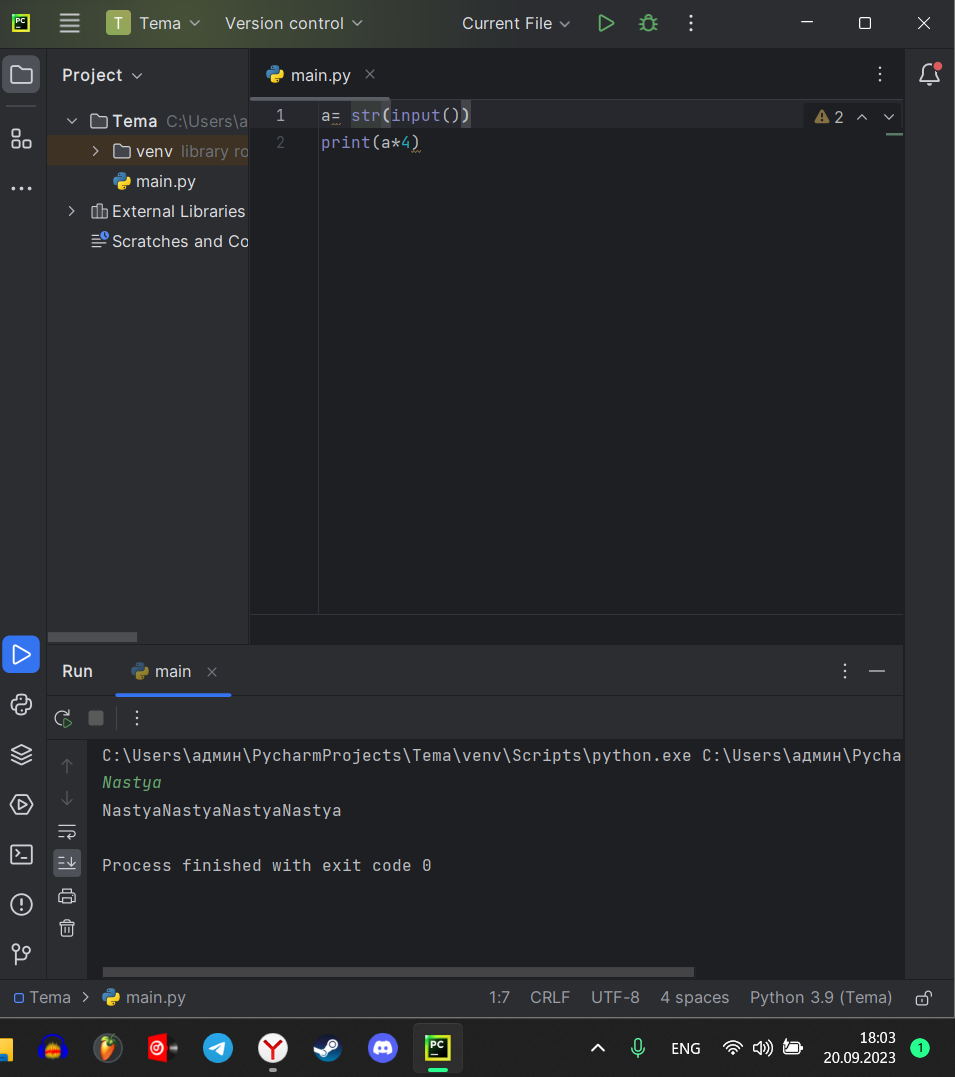 PC T Tema Version control Current File
Project
main.py
Tema C:\Users\a
venv library ro
main.py
External Libraries
Scratches and Co
1 a= str(input()) 2
2 print(a*4)
Run main
C:\Users\админ\PycharmProjects\Tema\venv\Scripts\python.exe C:\Users\админ\Pycha
Nastya
NastyaNastyaNastyaNastya
Process finished with exit code 0
Tema > main.py 1:7 CRLF UTF-8 4 spaces Python 3.9 (Tema)
PC ENG 18:03 1
20.09.2023